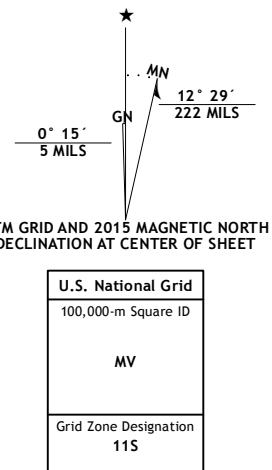 MN
GN
12° 29´
222 MILS
0° 15´
5 MILS
TM GRID AND 2015 MAGNETIC NORTH
DECLINATION AT CENTER OF SHEET
U.S. National Grid
100,000-m Square ID
MV
Grid Zone Designation
11S